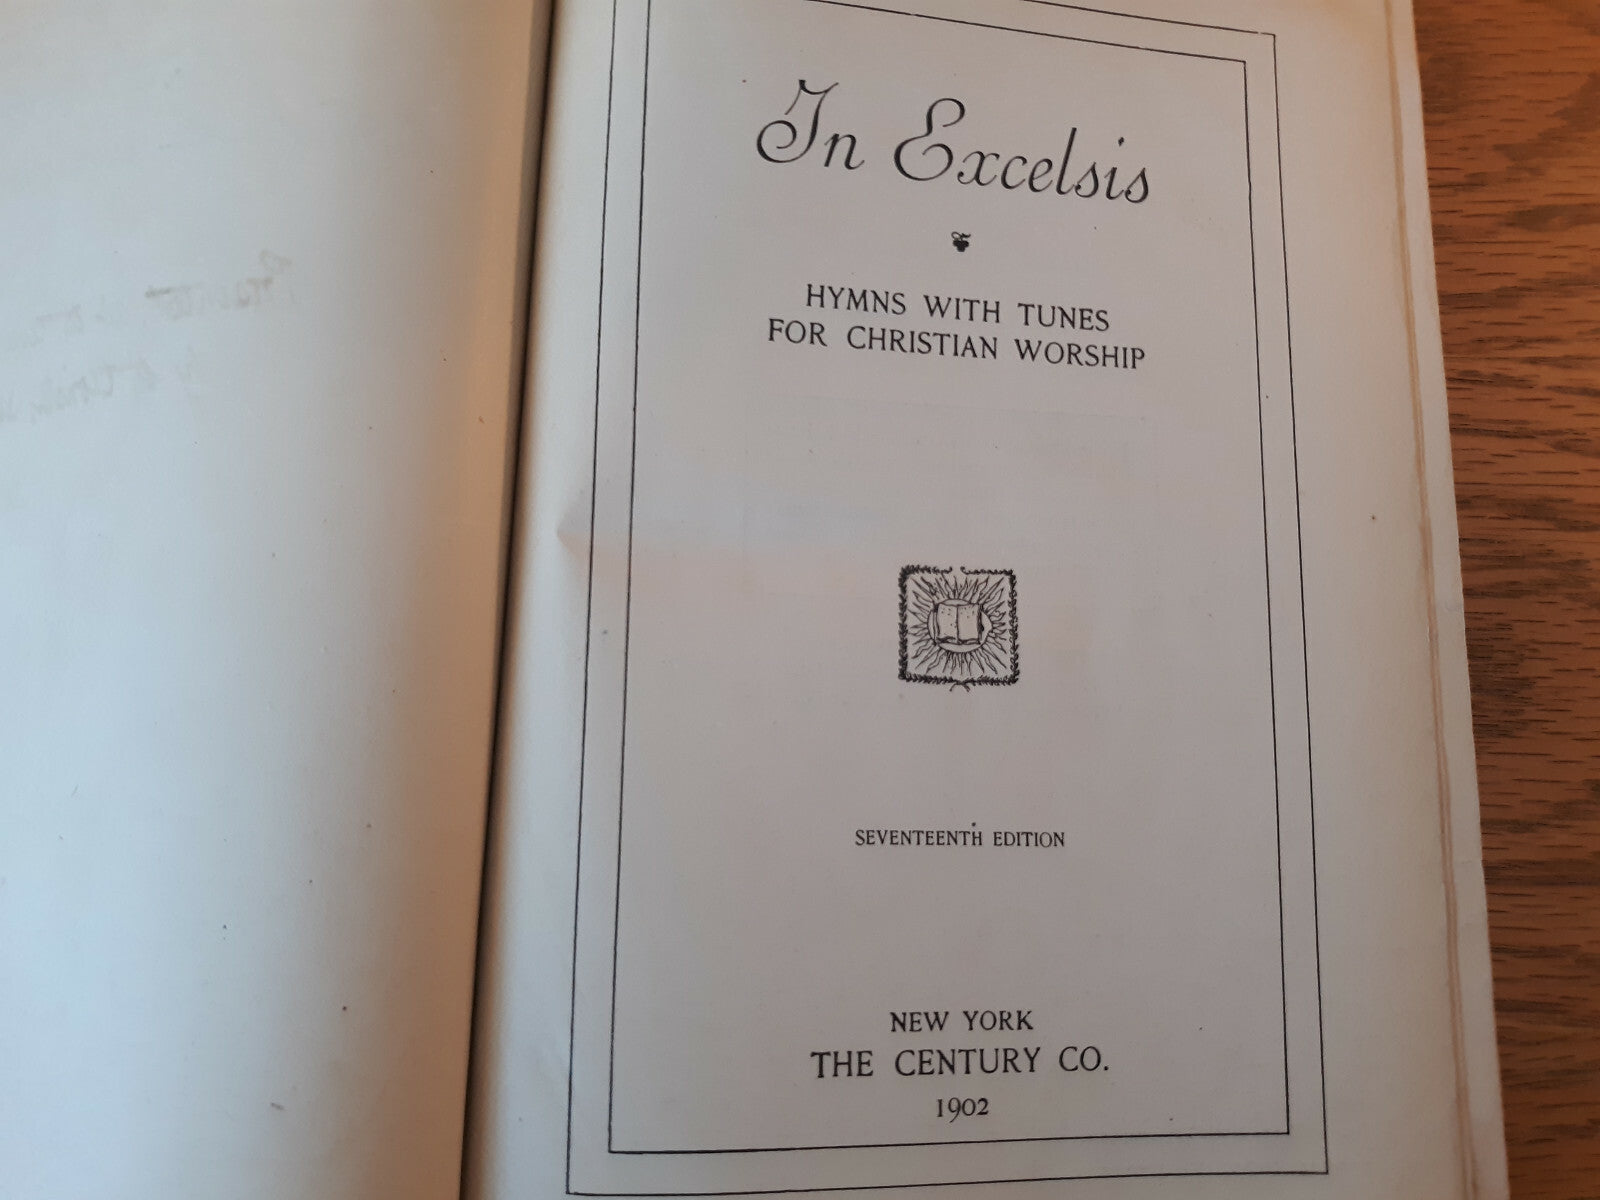 In Excelsis
HYMNS WITH TUNES
FOR CHRISTIAN WORSHIP
SEVENTEENTH EDITION
NEW YORK
THE CENTURY CO.
1902